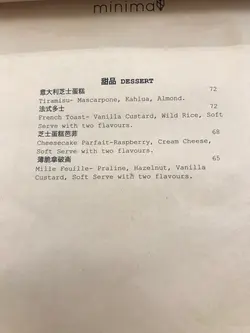 minima
甜品 DESSERT
意大利芝士蛋糕 72
Tiramisu- Mascarpone, Kahlua, Almond.
法式多士 72
French Toast- Vanilla Custard, Wild Rice, Soft
Serve with two flavours.
芝士蛋糕芭菲 68
Cheesecake Parfait-Raspberry, Cream Cheese,
Soft Serve with two flavours.
薄脆拿破崙 65
Mille Feuille- Praline, Hazelnut, Vanilla
Custard, Soft Serve with two flavours.